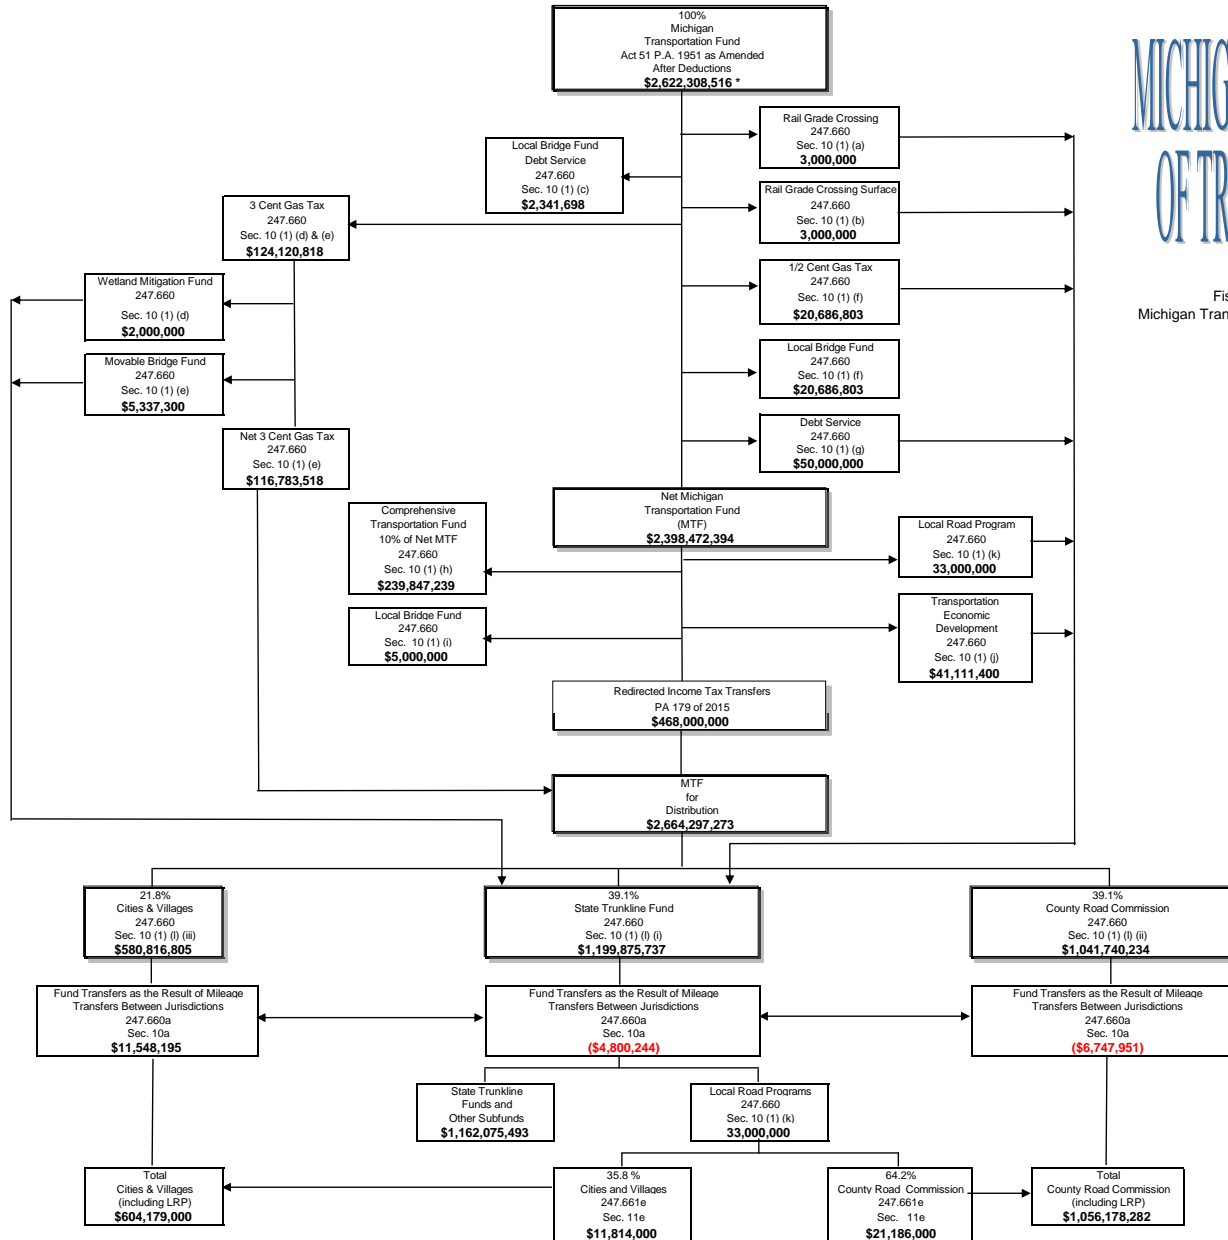 100%
Michigan
Transportation Fund
Act 51 P.A. 1951 as Amended
After Deductions
$2,622,308,516 *
MICHIG
OF TR
Fis
Michigan Tran
Rail Grade Crossing
247.660
Sec. 10 (1) (a)
3,000,000
Local Bridge Fund
Debt Service
247.660
Sec. 10 (1) (c)
$2,341,698
Rail Grade Crossing Surface
247.660
Sec. 10 (1) (b)
3,000,000
3 Cent Gas Tax
247.660
Sec. 10 (1) (d) & (e)
$124,120,818
1/2 Cent Gas Tax
247.660
Sec. 10 (1) (f)
$20,686,803
Wetland Mitigation Fund
247.660
Sec. 10 (1) (d)
$2,000,000
Local Bridge Fund
247.660
Sec. 10 (1) (f)
$20,686,803
Movable Bridge Fund
247.660
Sec. 10 (1) (e)
$5,337,300
Debt Service
247.660
Sec. 10 (1) (g)
$50,000,000
Net 3 Cent Gas Tax
247.660
Sec. 10 (1) (e)
$116,783,518
Net Michigan
Transportation Fund
(MTF)
$2,398,472,394
Comprehensive
Transportation Fund
10% of Net MTF
247.660
Sec. 10 (1) (h)
$239,847,239
Local Road Program
247.660
Sec. 10 (1) (k)
33,000,000
Local Bridge Fund
247.660
Sec. 10 (1) (i)
$5,000,000
Transportation
Economic
Development
247.660
Sec. 10 (1) (j)
$41,111,400
Redirected Income Tax Transfers
PA 179 of 2015
$468,000,000
MTF
for
Distribution
$2,664,297,273
21.8%
Cities & Villages
247.660
Sec. 10 (1) (l) (iii)
$580,816,805
39.1%
State Trunkline Fund
247.660
Sec. 10 (1) (l) (i)
$1,199,875,737
39.1%
County Road Commission
247.660
Sec. 10 (1) (l) (ii)
$1,041,740,234
Fund Transfers as the Result of Mileage
Transfers Between Jurisdictions
247.660a
Sec. 10a
$11,548,195
Fund Transfers as the Result of Mileage
Transfers Between Jurisdictions
247.660a
Sec. 10a
($4,800,244)
Fund Transfers as the Result of Mileage
Transfers Between Jurisdictions
247.660a
Sec. 10a
($6,747,951)
State Trunkline
Funds and
Other Subfunds
$1,162,075,493
Local Road Programs
247.660
Sec. 10 (1) (k)
33,000,000
Total
Cities & Villages
(including LRP)
$604,179,000
35.8 %
Cities and Villages
247.661e
Sec. 11e
$11,814,000
64.2%
County Road Commission
247.661e
Sec. 11e
$21,186,000
Total
County Road Commission
(including LRP)
$1,056,178,282